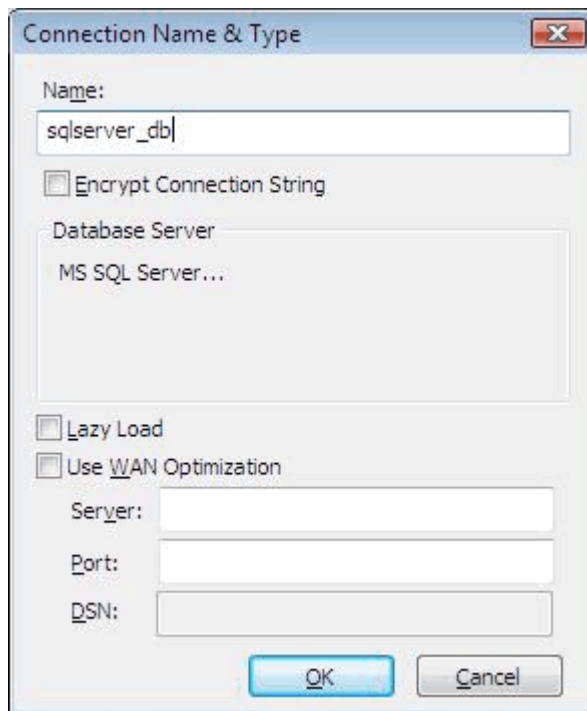 Connection Name & Type
Name:
sqlserver_db
Encrypt Connection String
Database Server
MS SQL Server...
Lazy Load
Use WAN Optimization
Server:
Port:
DSN:
OK Cancel